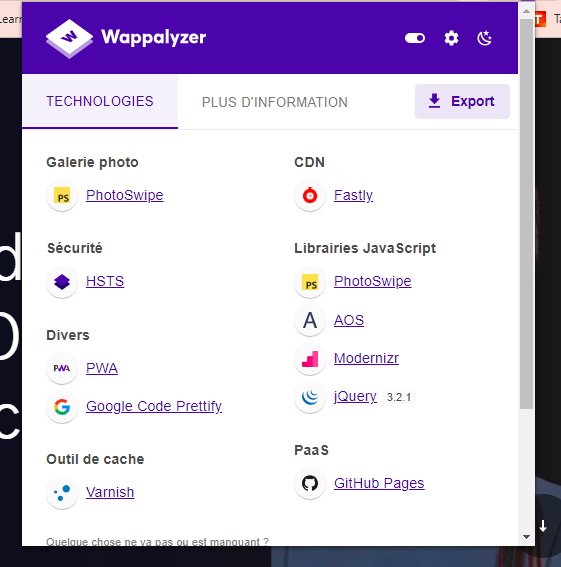 Wappalyzer
TECHNOLOGIES
PLUS D'INFORMATION
Export
Galerie photo
PhotoSwipe
Sécurité
HSTS
Divers
PWA
Google Code Prettify
Outil de cache
Varnish
CDN
Fastly
Librairies JavaScript
PhotoSwipe
AOS
Modernizr
jQuery 3.2.1
PaaS
GitHub Pages
Quelque chose ne va pas ou est manquant ?